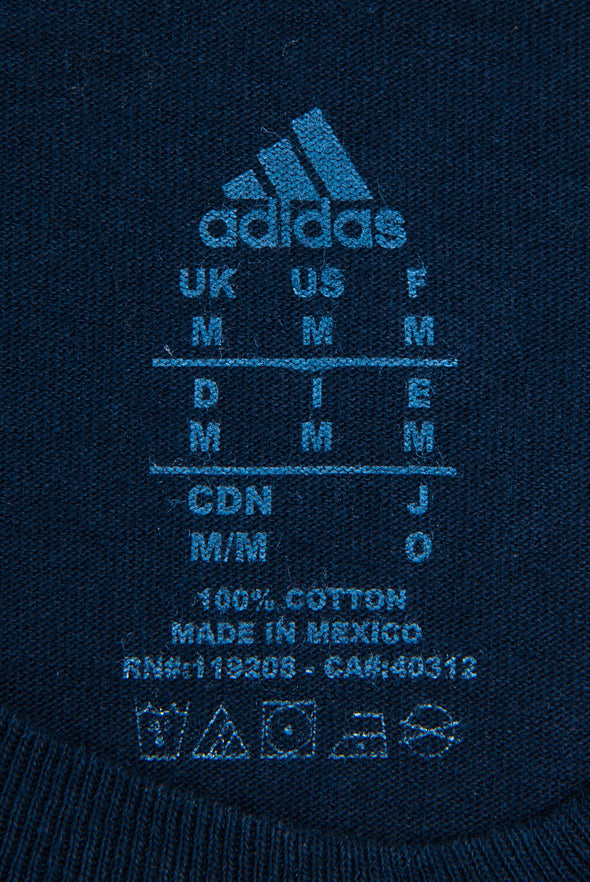 adidas
UK US F
M M M
D I E
M M M
CDN J
M/M O
100% COTTON
MADE IN MEXICO
RN#:119208 - CA#:40312